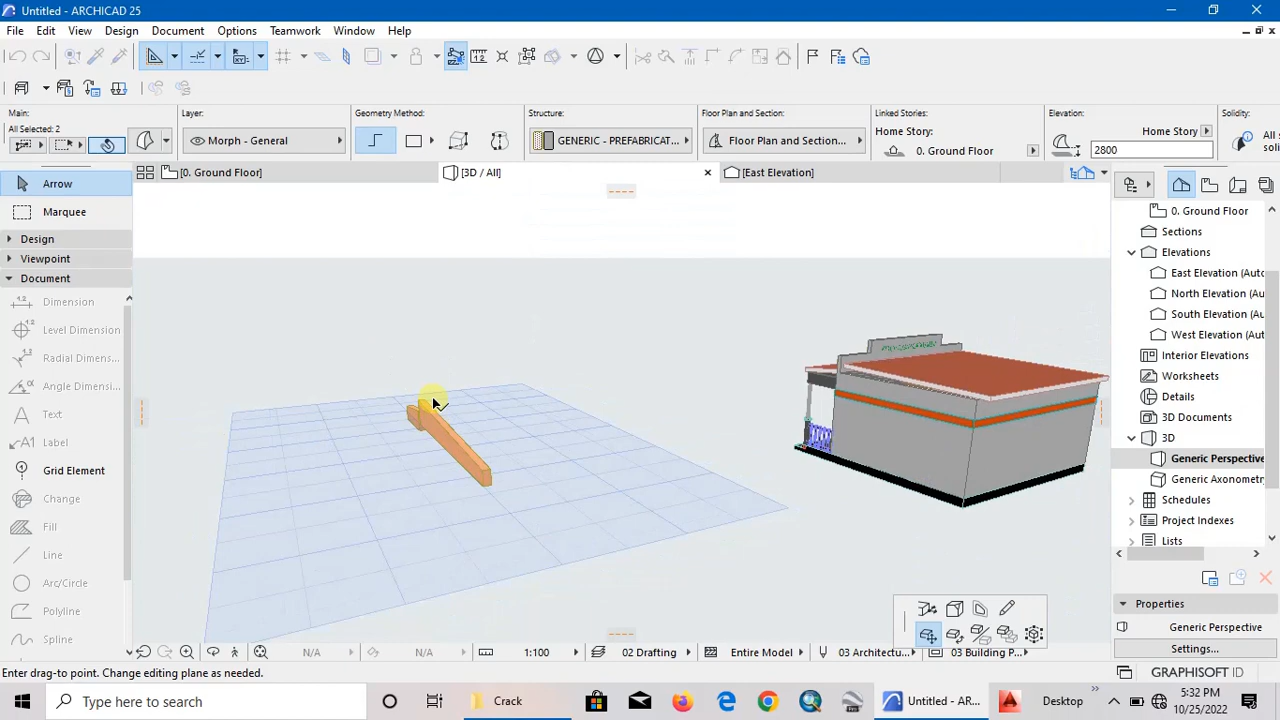 Untitled - ARCHICAD 25
File Edit View Design Document Options Teamwork Window Help
Main:
All Selected: 2
Layer:
Morph - General
Geometry Method:
Structure:
GENERIC - PREFABRICAT...
Floor Plan and Section:
Floor Plan and Section...
Linked Stories:
Home Story:
0. Ground Floor
Elevation:
Home Story
2800
Solidity:
All s
soli
[0. Ground Floor]
[3D / All]
[East Elevation]
Arrow
Marquee
Design
Viewpoint
Document
Dimension
Level Dimension
Radial Dimens...
Angle Dimensi...
Text
Label
Grid Element
Change
Fill
Line
Arc/Circle
Polyline
Spline
0. Ground Floor
Sections
Elevations
East Elevation (Auto
North Elevation (Au
South Elevation (Au
West Elevation (Aut
Interior Elevations
Worksheets
Details
3D Documents
3D
Generic Perspective
Generic Axonometr
Schedules
Project Indexes
Lists
Properties
Generic Perspective
Settings...
N/A
N/A
1:100
02 Drafting
Entire Model
03 Architectu...
03 Building P...
Enter drag-to point. Change editing plane as needed.
GRAPHISOFT ID
Type here to search
Crack
Untitled - AR...
Desktop
5:32 PM
10/25/2022